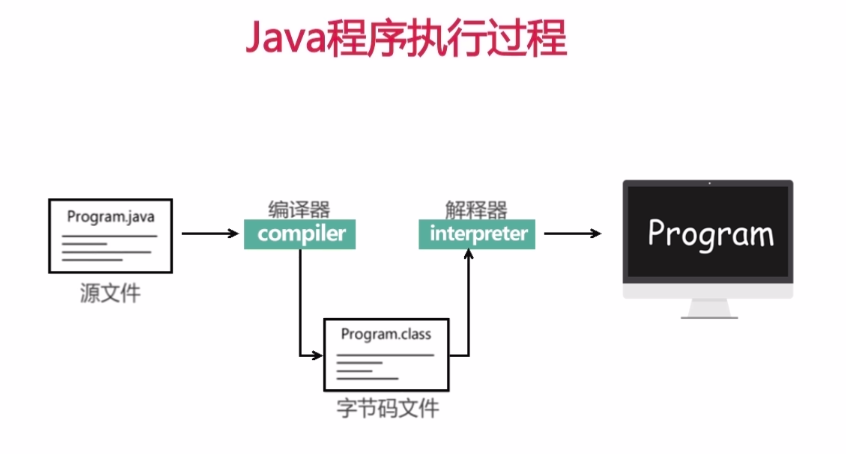 Java程序执行过程
Program.java
源文件
编译器
compiler
Program.class
字节码文件
解释器
interpreter
Program